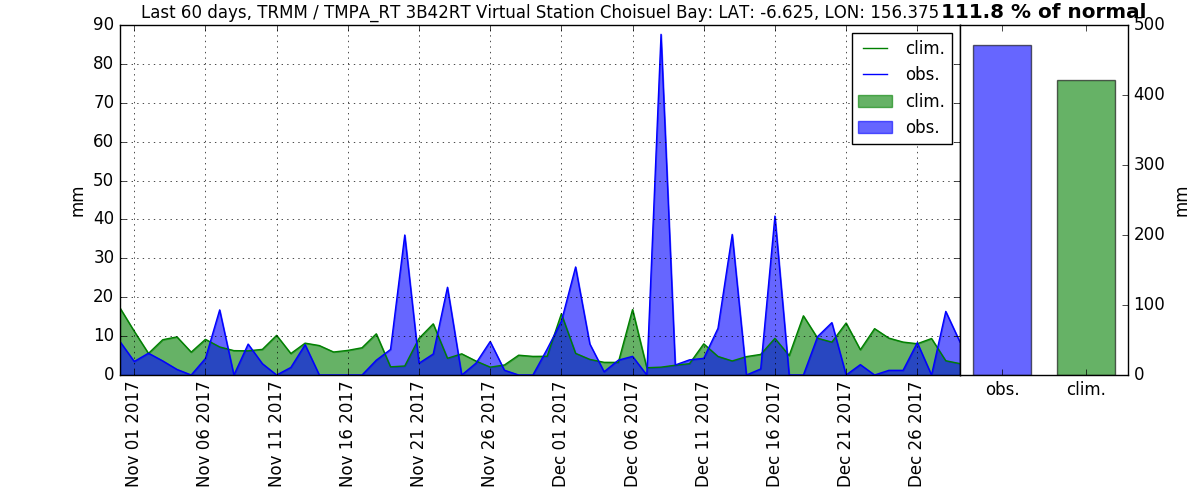 Last 60 days, TRMM / TMPA_RT 3B42RT Virtual Station Choisuel Bay: LAT: -6.625, LON: 156.375
111.8 % of normal
90
80
70
60
50
40
30
20
10
0
mm
clim.
obs.
clim.
obs.
Nov 01 2017
Nov 06 2017
Nov 11 2017
Nov 16 2017
Nov 21 2017
Nov 26 2017
Dec 01 2017
Dec 06 2017
Dec 11 2017
Dec 16 2017
Dec 21 2017
Dec 26 2017
500
400
300
200
100
0
mm
obs.
clim.